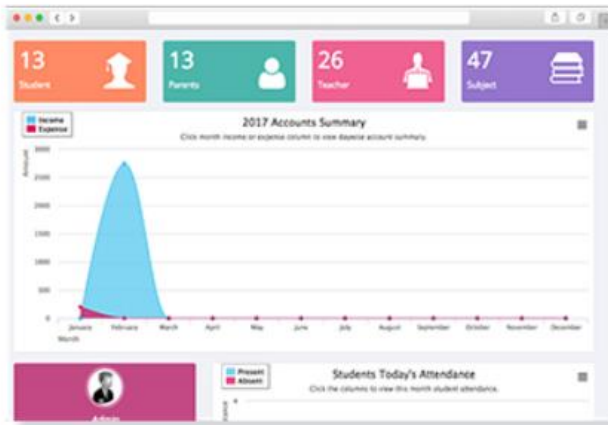 13
Student
13
Parents
26
Teacher
47
Subject
Income
Expense
2017 Accounts Summary
Click month income or expense column to view daywise account summary.
Amount
3000
2500
2000
1500
1000
500
0
January February March April May June July August September October November December
Month
Present
Absent
Students Today's Attendance
Click the columns to view this month student attendance.
Admin